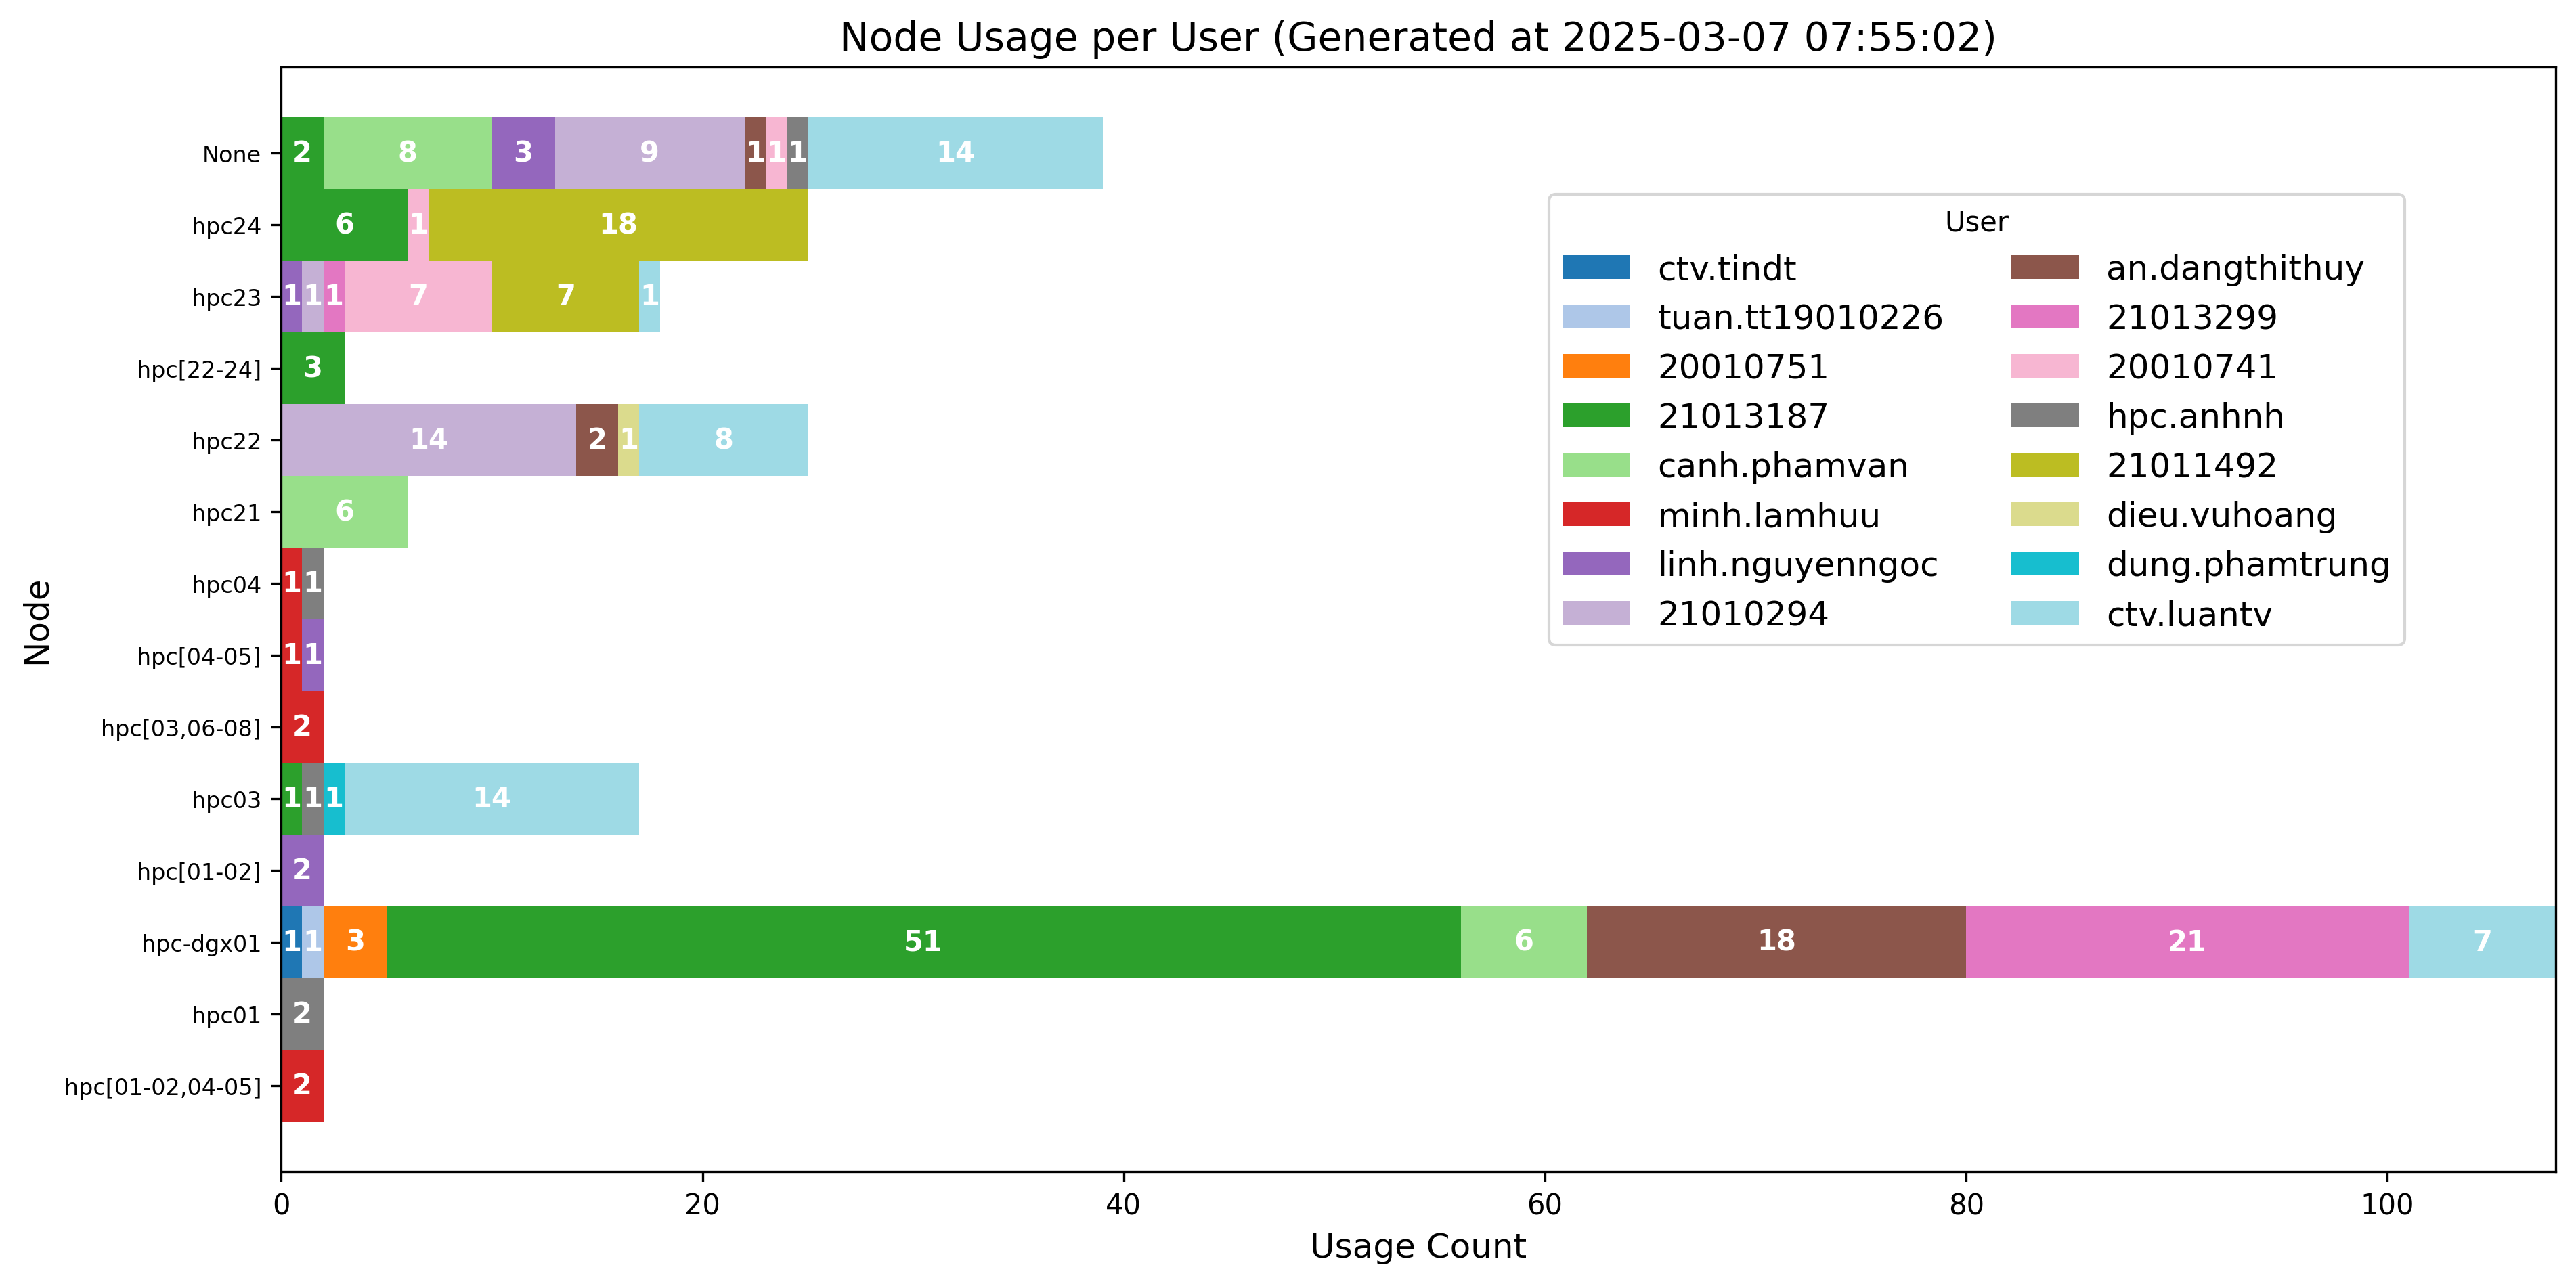 Node Usage per User (Generated at 2025-03-07 07:55:02)
None 2 8 3 9 1 1 1 14
hpc24 6 1 18
hpc23 1 1 1 7 7 1
hpc[22-24] 3
hpc22 14 2 1 8
hpc21 6
hpc04 1 1
hpc[04-05] 1 1
hpc[03,06-08] 2
hpc03 1 1 1 14
hpc[01-02] 2
hpc-dgx01 1 1 3 51 6 18 21 7
hpc01 2
hpc[01-02,04-05] 2
Node
0 20 40 60 80 100
Usage Count
User
ctv.tindt
tuan.tt19010226
20010751
21013187
canh.phamvan
minh.lamhuu
linh.nguyenngoc
21010294
an.dangthithuy
21013299
20010741
hpc.anhnh
21011492
dieu.vuhoang
dung.phamtrung
ctv.luantv